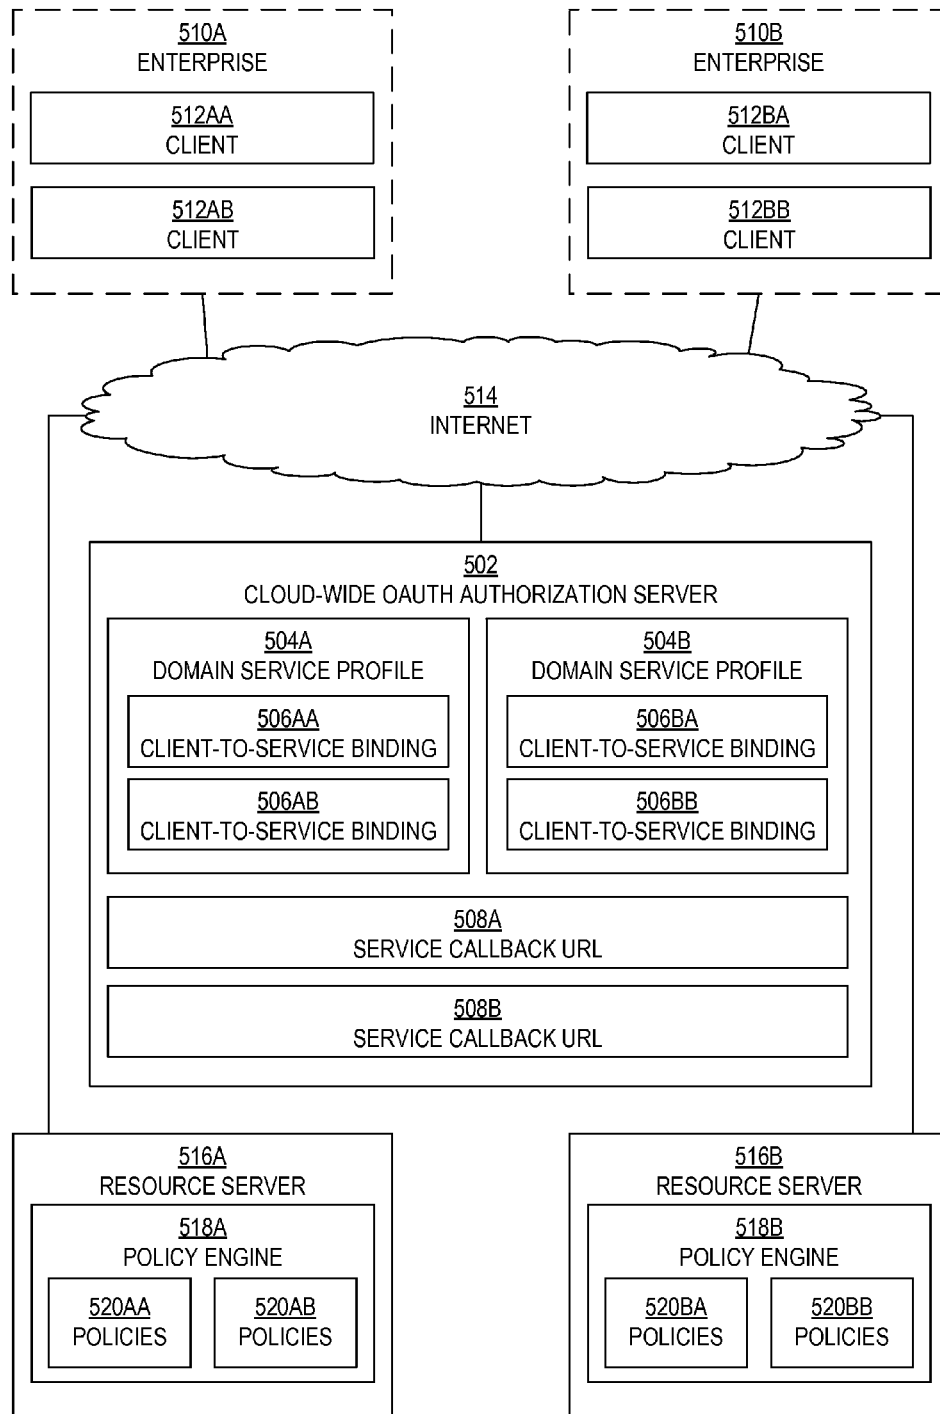 510A
ENTERPRISE
512AA
CLIENT
512AB
CLIENT
510B
ENTERPRISE
512BA
CLIENT
512BB
CLIENT
514
INTERNET
502
CLOUD-WIDE OAUTH AUTHORIZATION SERVER
504A
DOMAIN SERVICE PROFILE
506AA
CLIENT-TO-SERVICE BINDING
506AB
CLIENT-TO-SERVICE BINDING
504B
DOMAIN SERVICE PROFILE
506BA
CLIENT-TO-SERVICE BINDING
506BB
CLIENT-TO-SERVICE BINDING
508A
SERVICE CALLBACK URL
508B
SERVICE CALLBACK URL
516A
RESOURCE SERVER
518A
POLICY ENGINE
520AA
POLICIES
520AB
POLICIES
516B
RESOURCE SERVER
518B
POLICY ENGINE
520BA
POLICIES
520BB
POLICIES